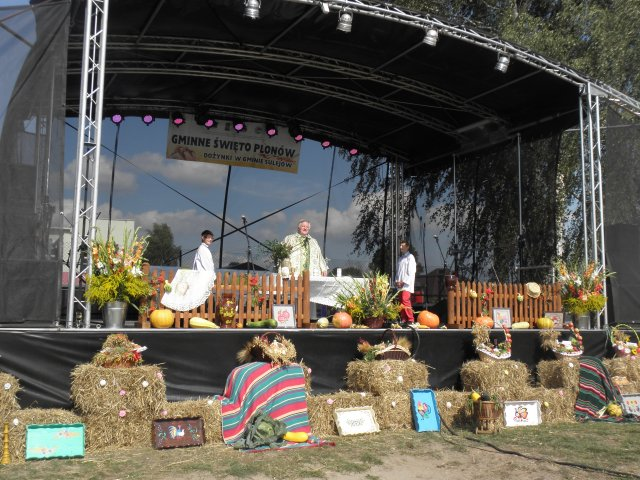 GMINNE ŚWIĘTO PLONÓW
DOŻYNKI W GMINIE SULEJÓW